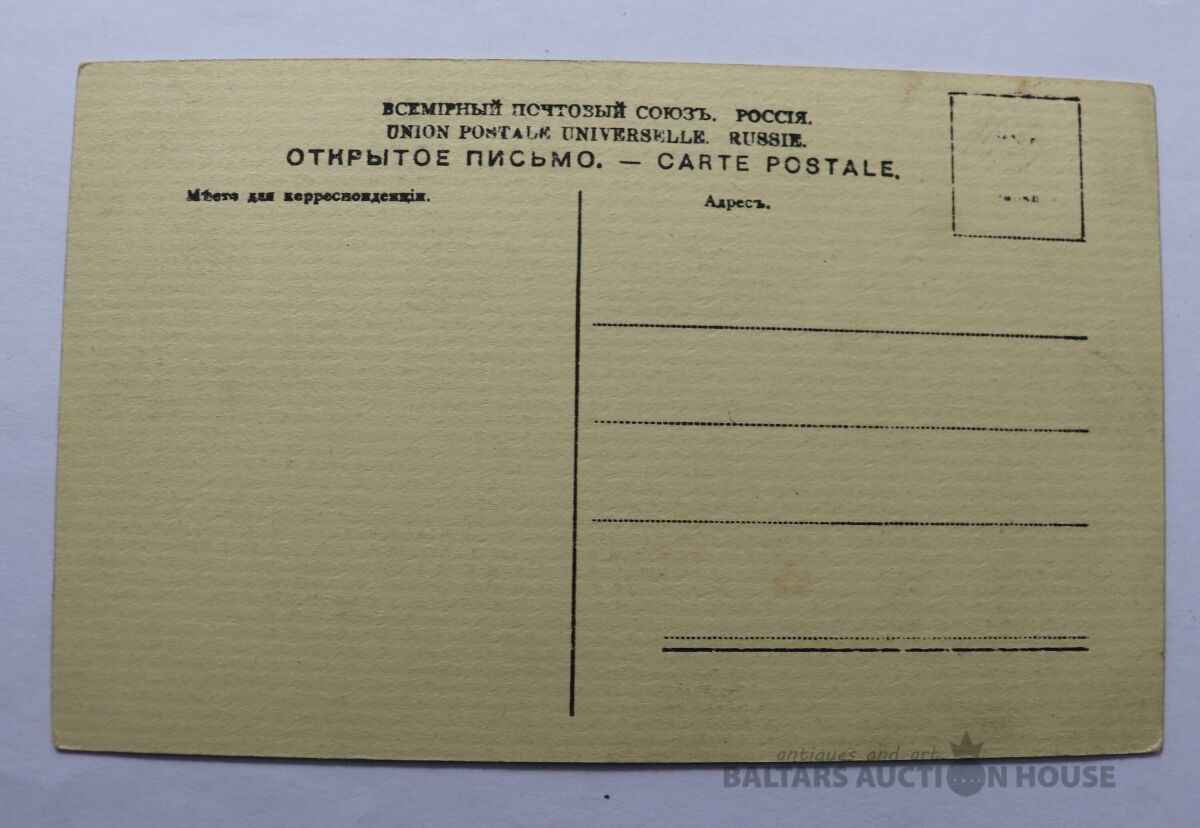 ВСЕМІРНЫЙ ПОЧТОВЫЙ СОЮЗЪ. РОССІЯ.
UNION POSTALE UNIVERSELLE. RUSSIE.
ОТКРЫТОЕ ПИСЬМО. — CARTE POSTALE.
Мѣсто для корреспонденціи.
Адресъ.
antiques and art
BALTARS AUCTION HOUSE